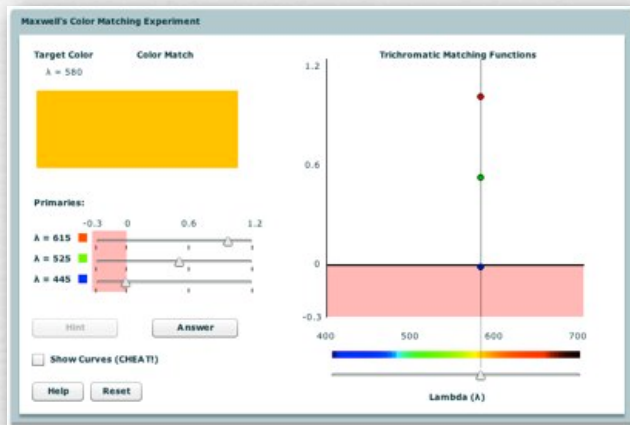 Maxwell's Color Matching Experiment
Target Color Color Match
λ = 580
Primaries:
-0.3 0 0.6 1.2
λ = 615
λ = 525
λ = 445
Hint Answer
Show Curves (CHEAT!)
Help Reset
Trichromatic Matching Functions
1.2
0.6
0
-0.3
400 500 600 700
Lambda (λ)